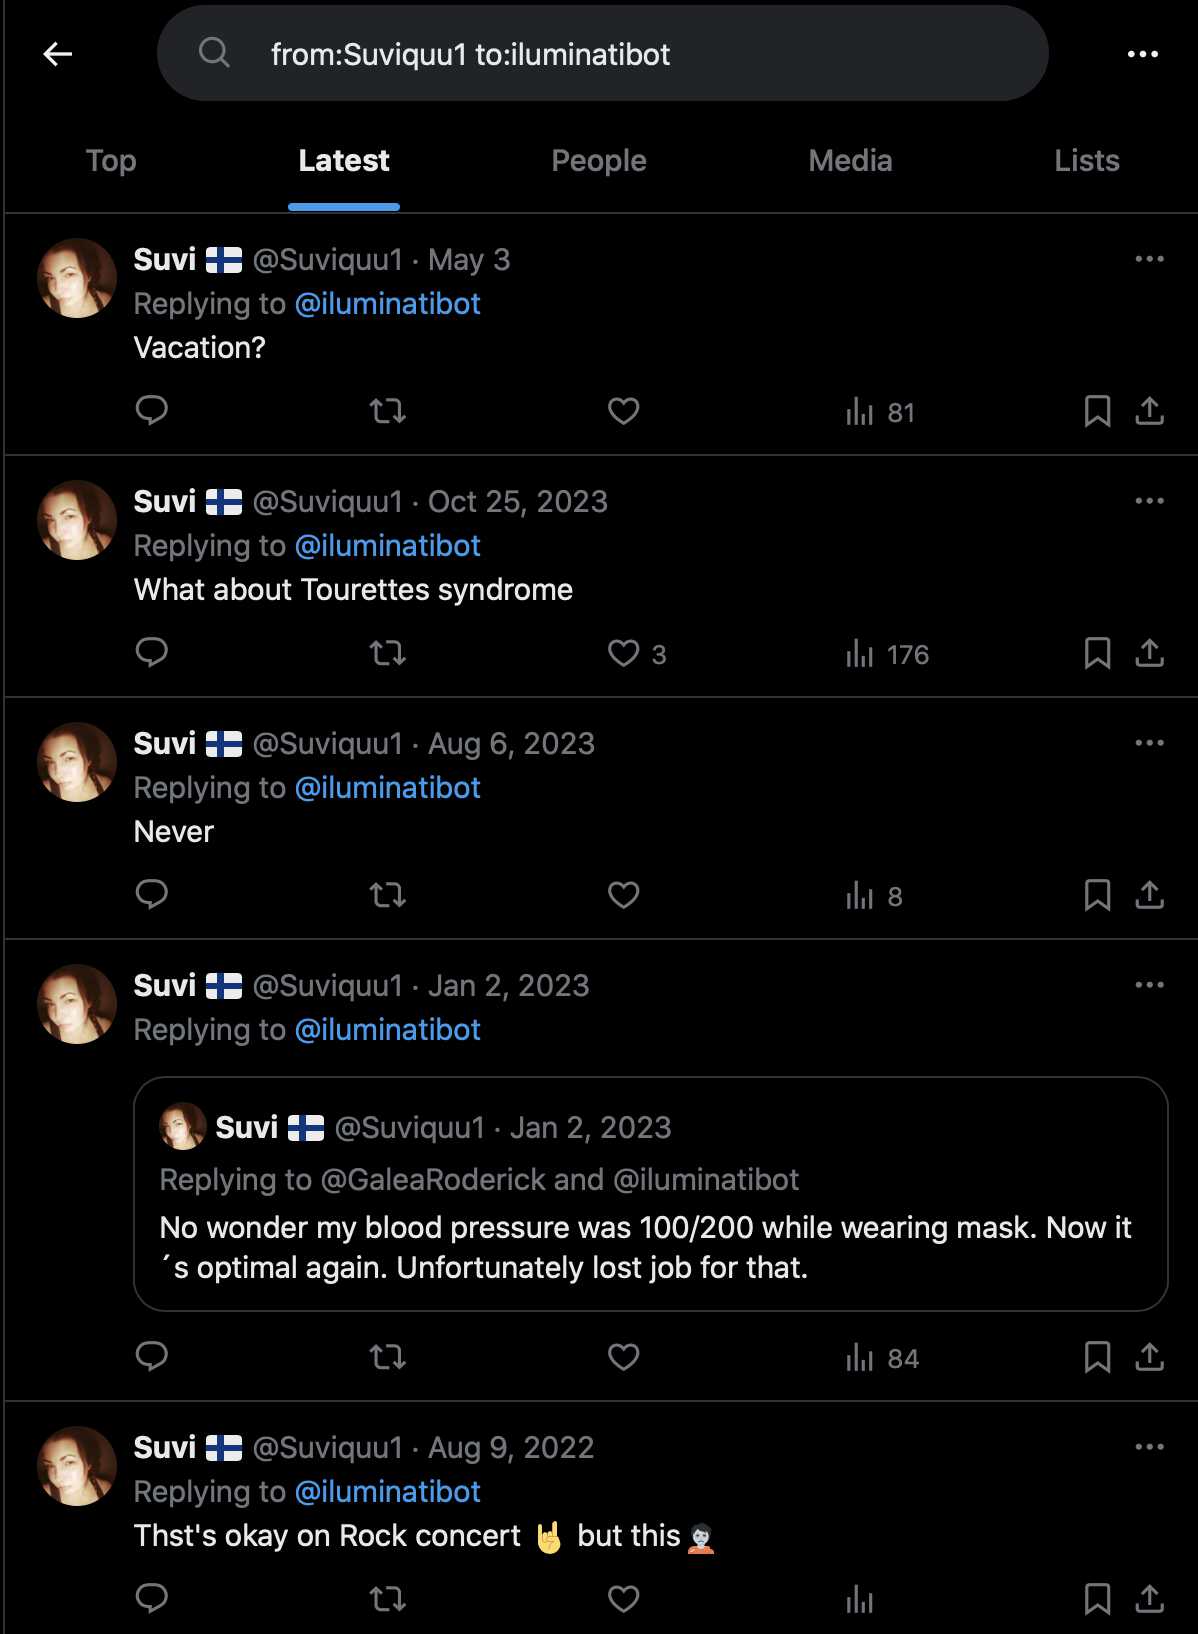 from:Suviquu1 to:iluminatibot
Top Latest People Media Lists
Suvi 🇫🇮 @Suviquu1 · May 3
Replying to @iluminatibot
Vacation?
81
Suvi 🇫🇮 @Suviquu1 · Oct 25, 2023
Replying to @iluminatibot
What about Tourettes syndrome
3 176
Suvi 🇫🇮 @Suviquu1 · Aug 6, 2023
Replying to @iluminatibot
Never
8
Suvi 🇫🇮 @Suviquu1 · Jan 2, 2023
Replying to @iluminatibot
Suvi 🇫🇮 @Suviquu1 · Jan 2, 2023
Replying to @GaleaRoderick and @iluminatibot
No wonder my blood pressure was 100/200 while wearing mask. Now it
´s optimal again. Unfortunately lost job for that.
84
Suvi 🇫🇮 @Suviquu1 · Aug 9, 2022
Replying to @iluminatibot
Thst's okay on Rock concert 🤘 but this